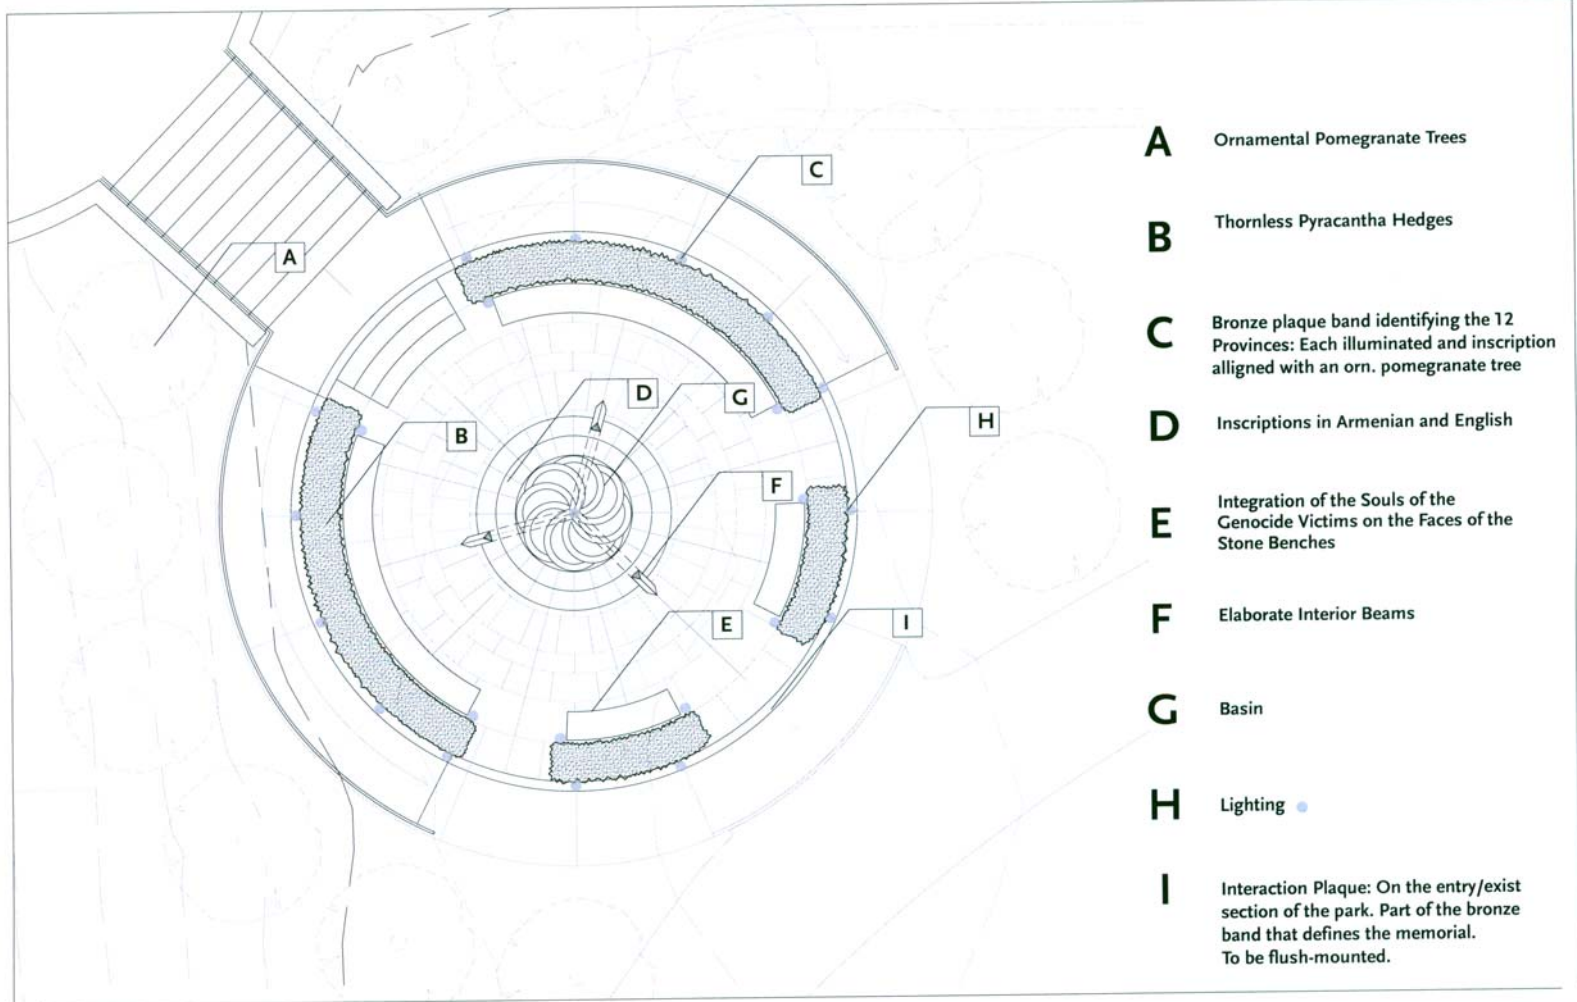 C
A
D
G
B
H
F
E
I
A Ornamental Pomegranate Trees
B Thornless Pyracantha Hedges
C Bronze plaque band identifying the 12
Provinces: Each illuminated and inscription
alligned with an orn. pomegranate tree
D Inscriptions in Armenian and English
E Integration of the Souls of the
Genocide Victims on the Faces of the
Stone Benches
F Elaborate Interior Beams
G Basin
H Lighting
I Interaction Plaque: On the entry/exist
section of the park. Part of the bronze
band that defines the memorial.
To be flush-mounted.